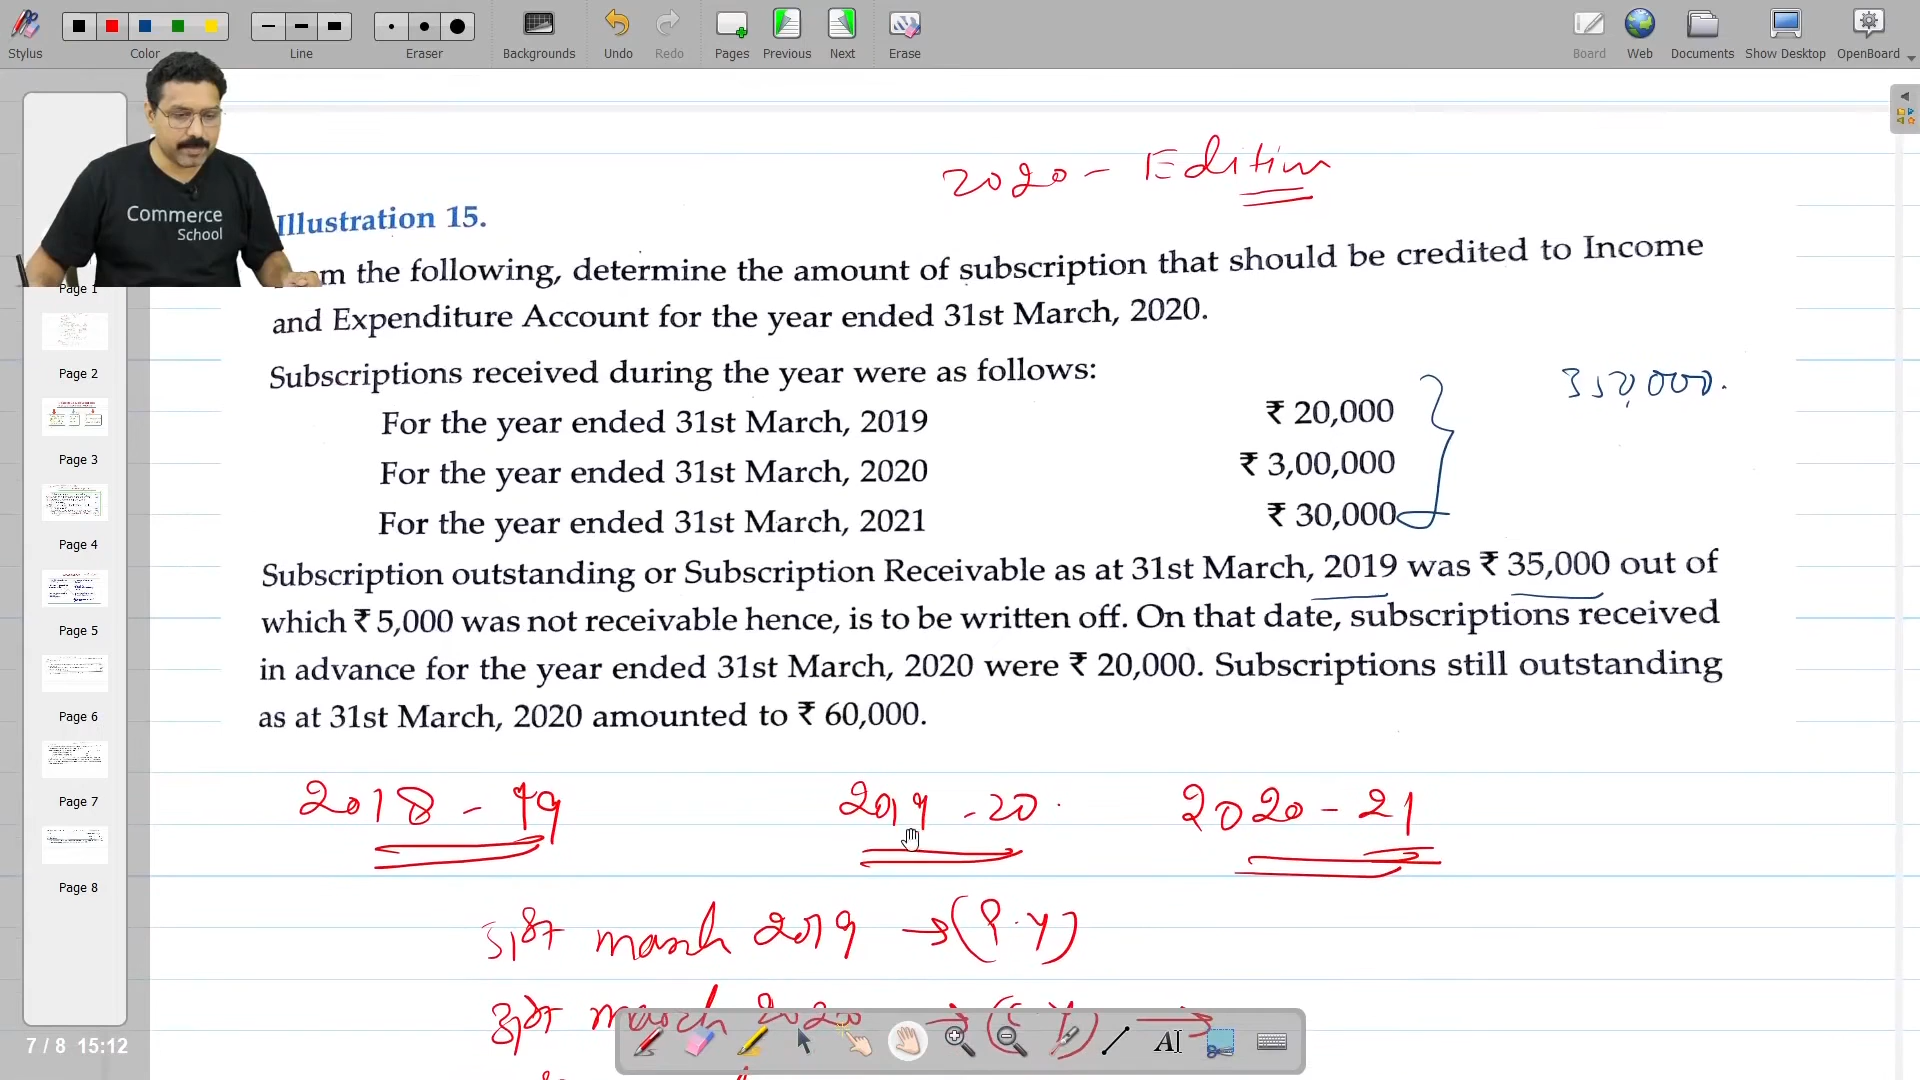 Stylus Color Line Eraser Backgrounds Undo Redo Pages Previous Next Erase Board Web Documents Show Desktop OpenBoard
2020 - Edition
Commerce
School
Illustration 15.
the following, determine the amount of subscription that should be credited to Income
and Expenditure Account for the year ended 31st March, 2020.
Subscriptions received during the year were as follows:
For the year ended 31st March, 2019 ₹ 20,000
350,000.
For the year ended 31st March, 2020 ₹ 3,00,000
For the year ended 31st March, 2021 ₹ 30,000
Subscription outstanding or Subscription Receivable as at 31st March, 2019 was ₹ 35,000 out of
which ₹ 5,000 was not receivable hence, is to be written off. On that date, subscriptions received
in advance for the year ended 31st March, 2020 were ₹ 20,000. Subscriptions still outstanding
as at 31st March, 2020 amounted to ₹ 60,000.
2018 - 19 2019 - 20 2020 - 21
31st march 2019 → (P.Y)
31st march 2020 →
Page 1
Page 2
Page 3
Page 4
Page 5
Page 6
Page 7
Page 8
7 / 8 15:12